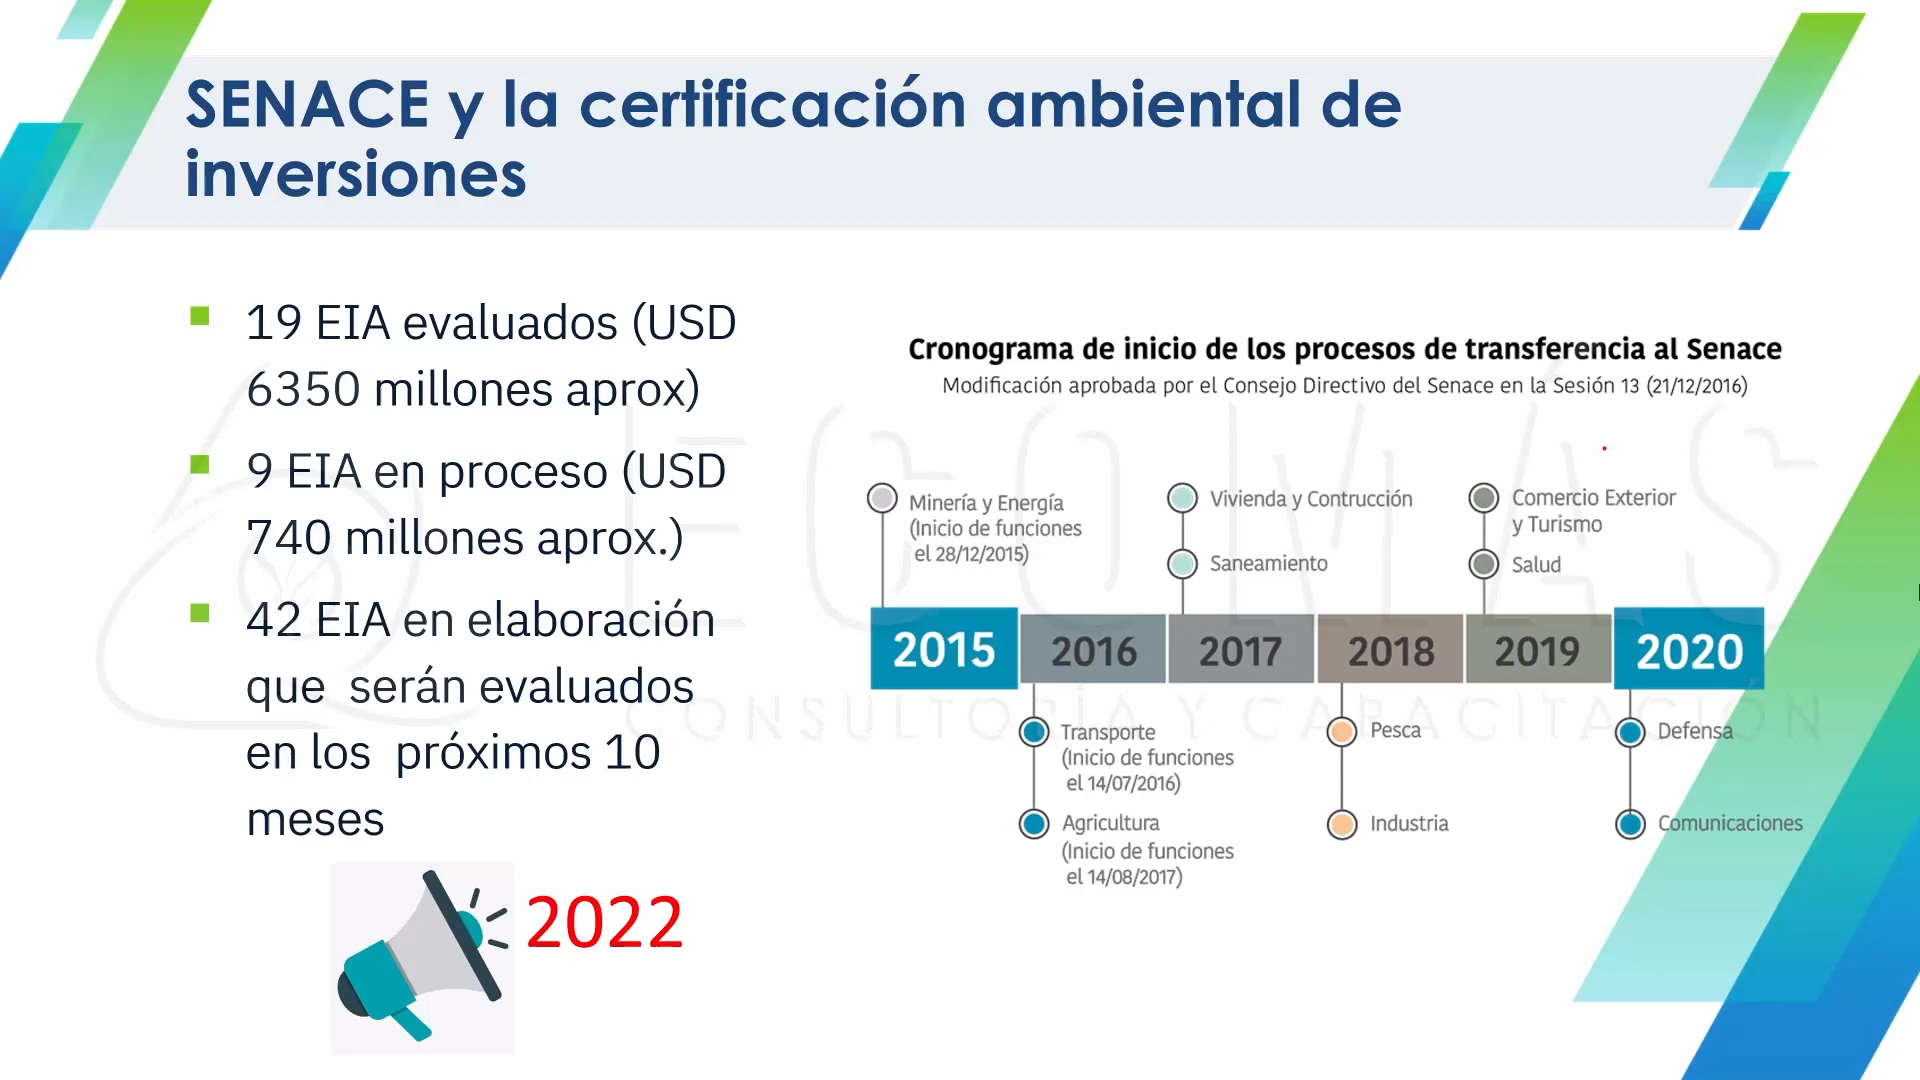 SENACE y la certificación ambiental de
inversiones
19 EIA evaluados (USD
6350 millones aprox)
9 EIA en proceso (USD
740 millones aprox.)
42 EIA en elaboración
que serán evaluados
en los próximos 10
meses
2022
Cronograma de inicio de los procesos de transferencia al Senace
Modificación aprobada por el Consejo Directivo del Senace en la Sesión 13 (21/12/2016)
Minería y Energía
(Inicio de funciones
el 28/12/2015)
Vivienda y Contrucción
Saneamiento
Comercio Exterior
y Turismo
Salud
2015 2016 2017 2018 2019 2020
Transporte
(Inicio de funciones
el 14/07/2016)
Agricultura
(Inicio de funciones
el 14/08/2017)
Pesca
Industria
Defensa
Comunicaciones
ECOMAS
CONSULTORÍA Y CAPACITACIÓN